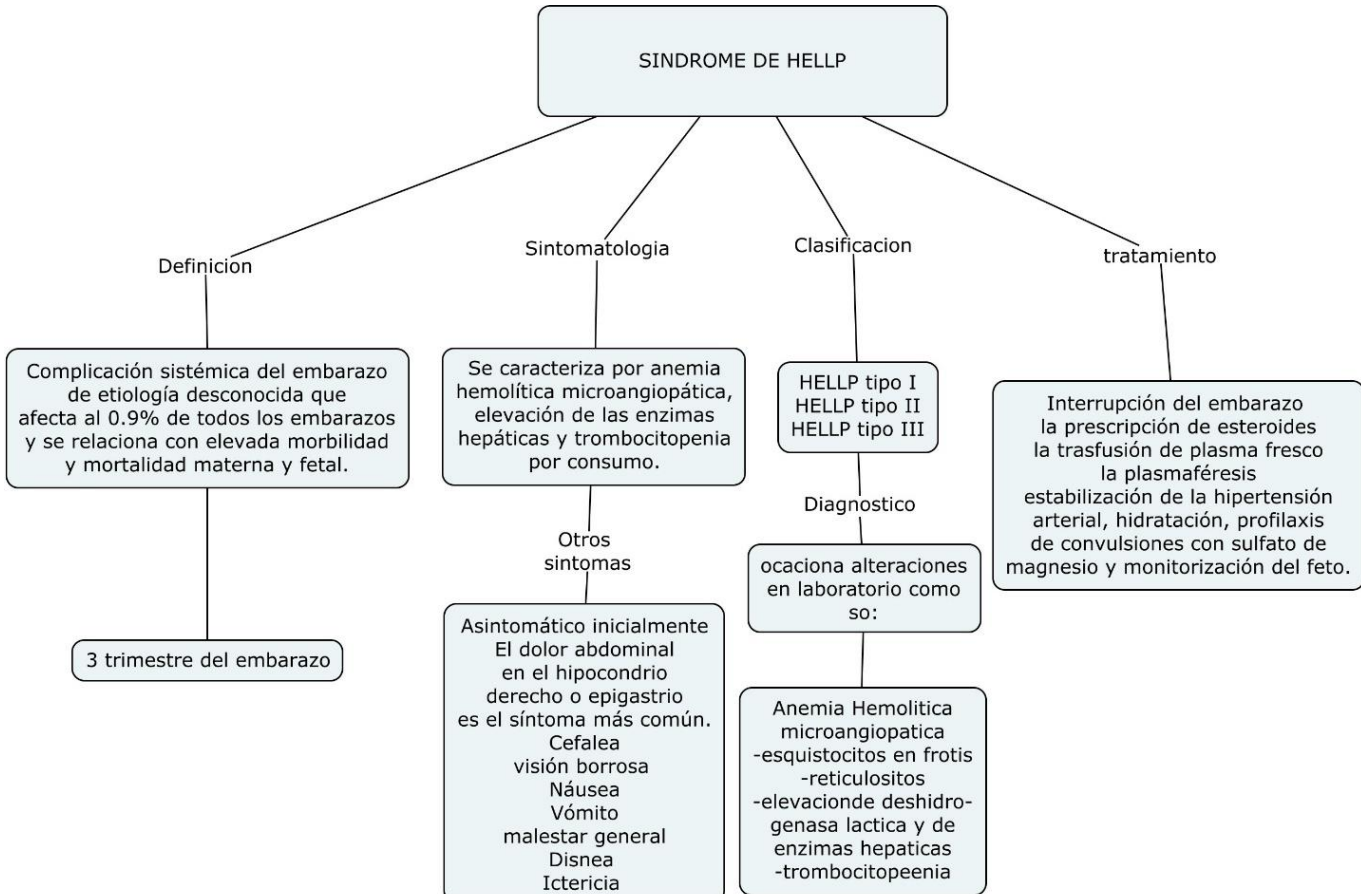 SINDROME DE HELLP
Definicion
Complicación sistémica del embarazo
de etiología desconocida que
afecta al 0.9% de todos los embarazos
y se relaciona con elevada morbilidad
y mortalidad materna y fetal.
3 trimestre del embarazo
Sintomatologia
Se caracteriza por anemia
hemolítica microangiopática,
elevación de las enzimas
hepáticas y trombocitopenia
por consumo.
Otros
sintomas
Asintomático inicialmente
El dolor abdominal
en el hipocondrio
derecho o epigastrio
es el síntoma más común.
Cefalea
visión borrosa
Náusea
Vómito
malestar general
Disnea
Ictericia
Clasificacion
HELLP tipo I
HELLP tipo II
HELLP tipo III
Diagnostico
ocaciona alteraciones
en laboratorio como
so:
Anemia Hemolitica
microangiopatica
-esquistocitos en frotis
-reticulositos
-elevacionde deshidro-
genasa lactica y de
enzimas hepaticas
-trombocitopeenia
tratamiento
Interrupción del embarazo
la prescripción de esteroides
la trasfusión de plasma fresco
la plasmaféresis
estabilización de la hipertensión
arterial, hidratación, profilaxis
de convulsiones con sulfato de
magnesio y monitorización del feto.